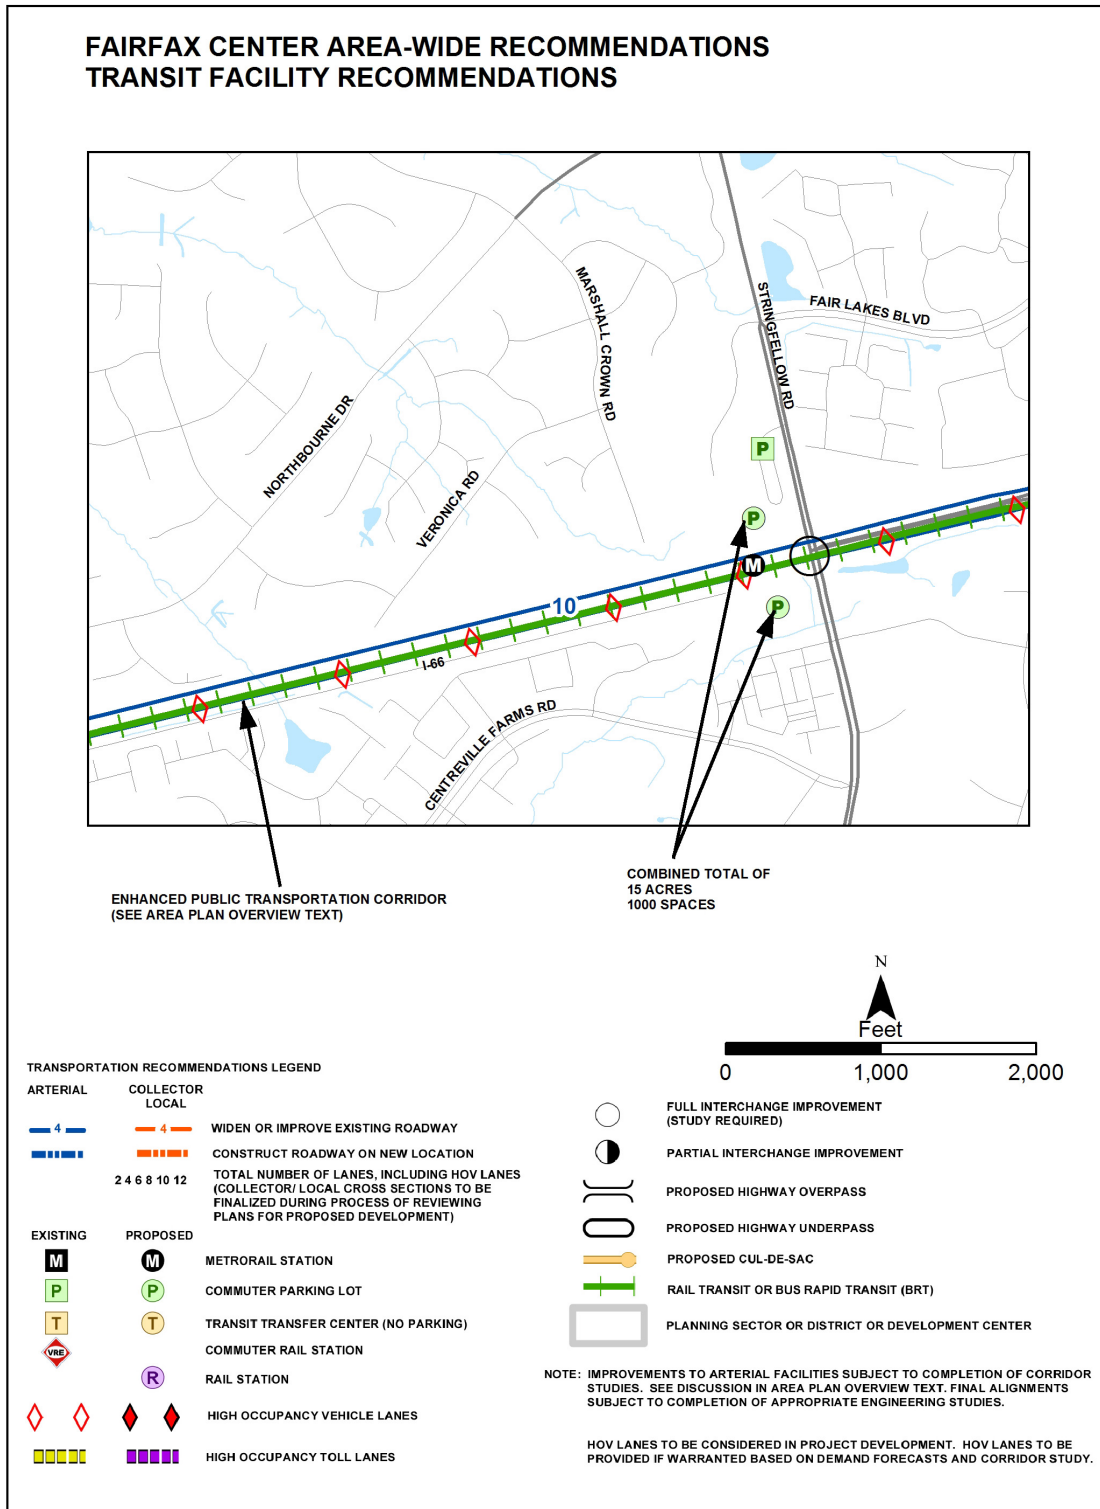 FAIRFAX CENTER AREA-WIDE RECOMMENDATIONS
TRANSIT FACILITY RECOMMENDATIONS
MARSHALL CROWN RD
STRINGFELLOW RD
FAIR LAKES BLVD
NORTHBOURNE DR
VERONICA RD
P
P
M
10
P
I-66
CENTREVILLE FARMS RD
ENHANCED PUBLIC TRANSPORTATION CORRIDOR
(SEE AREA PLAN OVERVIEW TEXT)
COMBINED TOTAL OF
15 ACRES
1000 SPACES
N
Feet
0 1,000 2,000
TRANSPORTATION RECOMMENDATIONS LEGEND
ARTERIAL COLLECTOR
LOCAL
4 4 WIDEN OR IMPROVE EXISTING ROADWAY
CONSTRUCT ROADWAY ON NEW LOCATION
2 4 6 8 10 12 TOTAL NUMBER OF LANES, INCLUDING HOV LANES
(COLLECTOR/ LOCAL CROSS SECTIONS TO BE
FINALIZED DURING PROCESS OF REVIEWING
PLANS FOR PROPOSED DEVELOPMENT)
EXISTING PROPOSED
M M METRORAIL STATION
P P COMMUTER PARKING LOT
T T TRANSIT TRANSFER CENTER (NO PARKING)
VRE COMMUTER RAIL STATION
R RAIL STATION
HIGH OCCUPANCY VEHICLE LANES
HIGH OCCUPANCY TOLL LANES
FULL INTERCHANGE IMPROVEMENT
(STUDY REQUIRED)
PARTIAL INTERCHANGE IMPROVEMENT
PROPOSED HIGHWAY OVERPASS
PROPOSED HIGHWAY UNDERPASS
PROPOSED CUL-DE-SAC
RAIL TRANSIT OR BUS RAPID TRANSIT (BRT)
PLANNING SECTOR OR DISTRICT OR DEVELOPMENT CENTER
NOTE: IMPROVEMENTS TO ARTERIAL FACILITIES SUBJECT TO COMPLETION OF CORRIDOR
STUDIES. SEE DISCUSSION IN AREA PLAN OVERVIEW TEXT. FINAL ALIGNMENTS
SUBJECT TO COMPLETION OF APPROPRIATE ENGINEERING STUDIES.
HOV LANES TO BE CONSIDERED IN PROJECT DEVELOPMENT. HOV LANES TO BE
PROVIDED IF WARRANTED BASED ON DEMAND FORECASTS AND CORRIDOR STUDY.